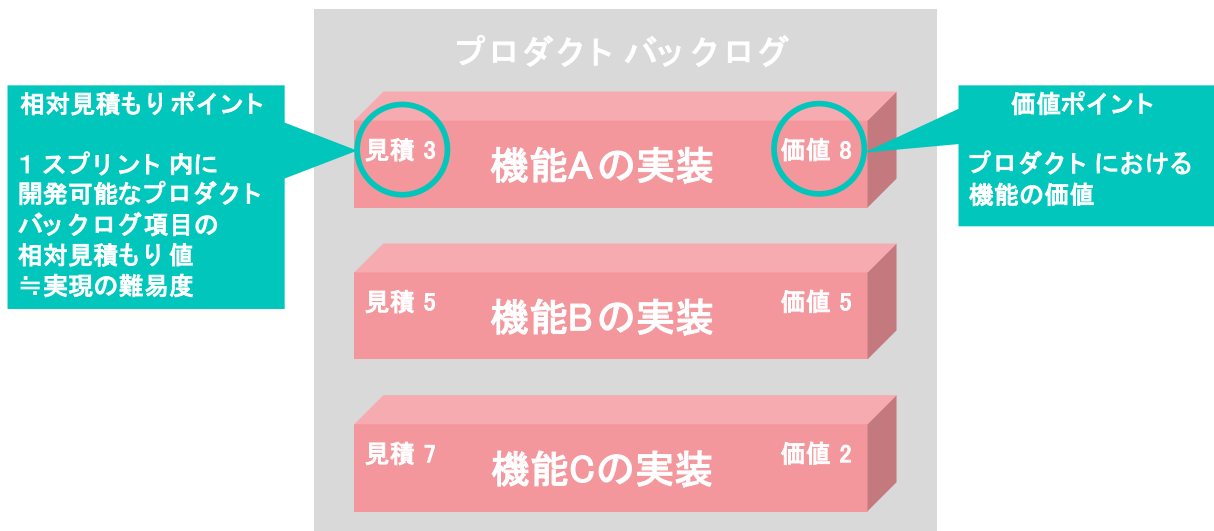 プロダクト バックログ
相対見積もりポイント
1 スプリント 内に
開発可能なプロダクト
バックログ項目の
相対見積もり値
≒実現の難易度
見積 3
機能Aの実装
価値 8
価値ポイント
プロダクト における
機能の価値
見積 5
機能Bの実装
価値 5
見積 7
機能Cの実装
価値 2